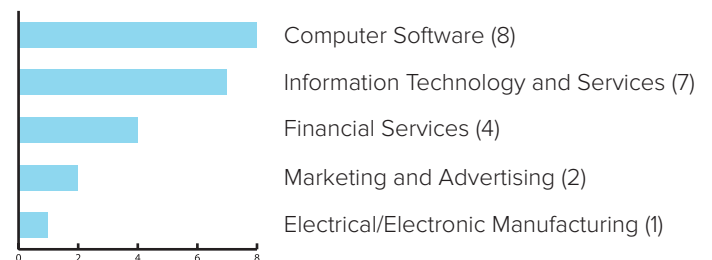 Computer Software (8)
Information Technology and Services (7)
Financial Services (4)
Marketing and Advertising (2)
Electrical/Electronic Manufacturing (1)
0 2 4 6 8